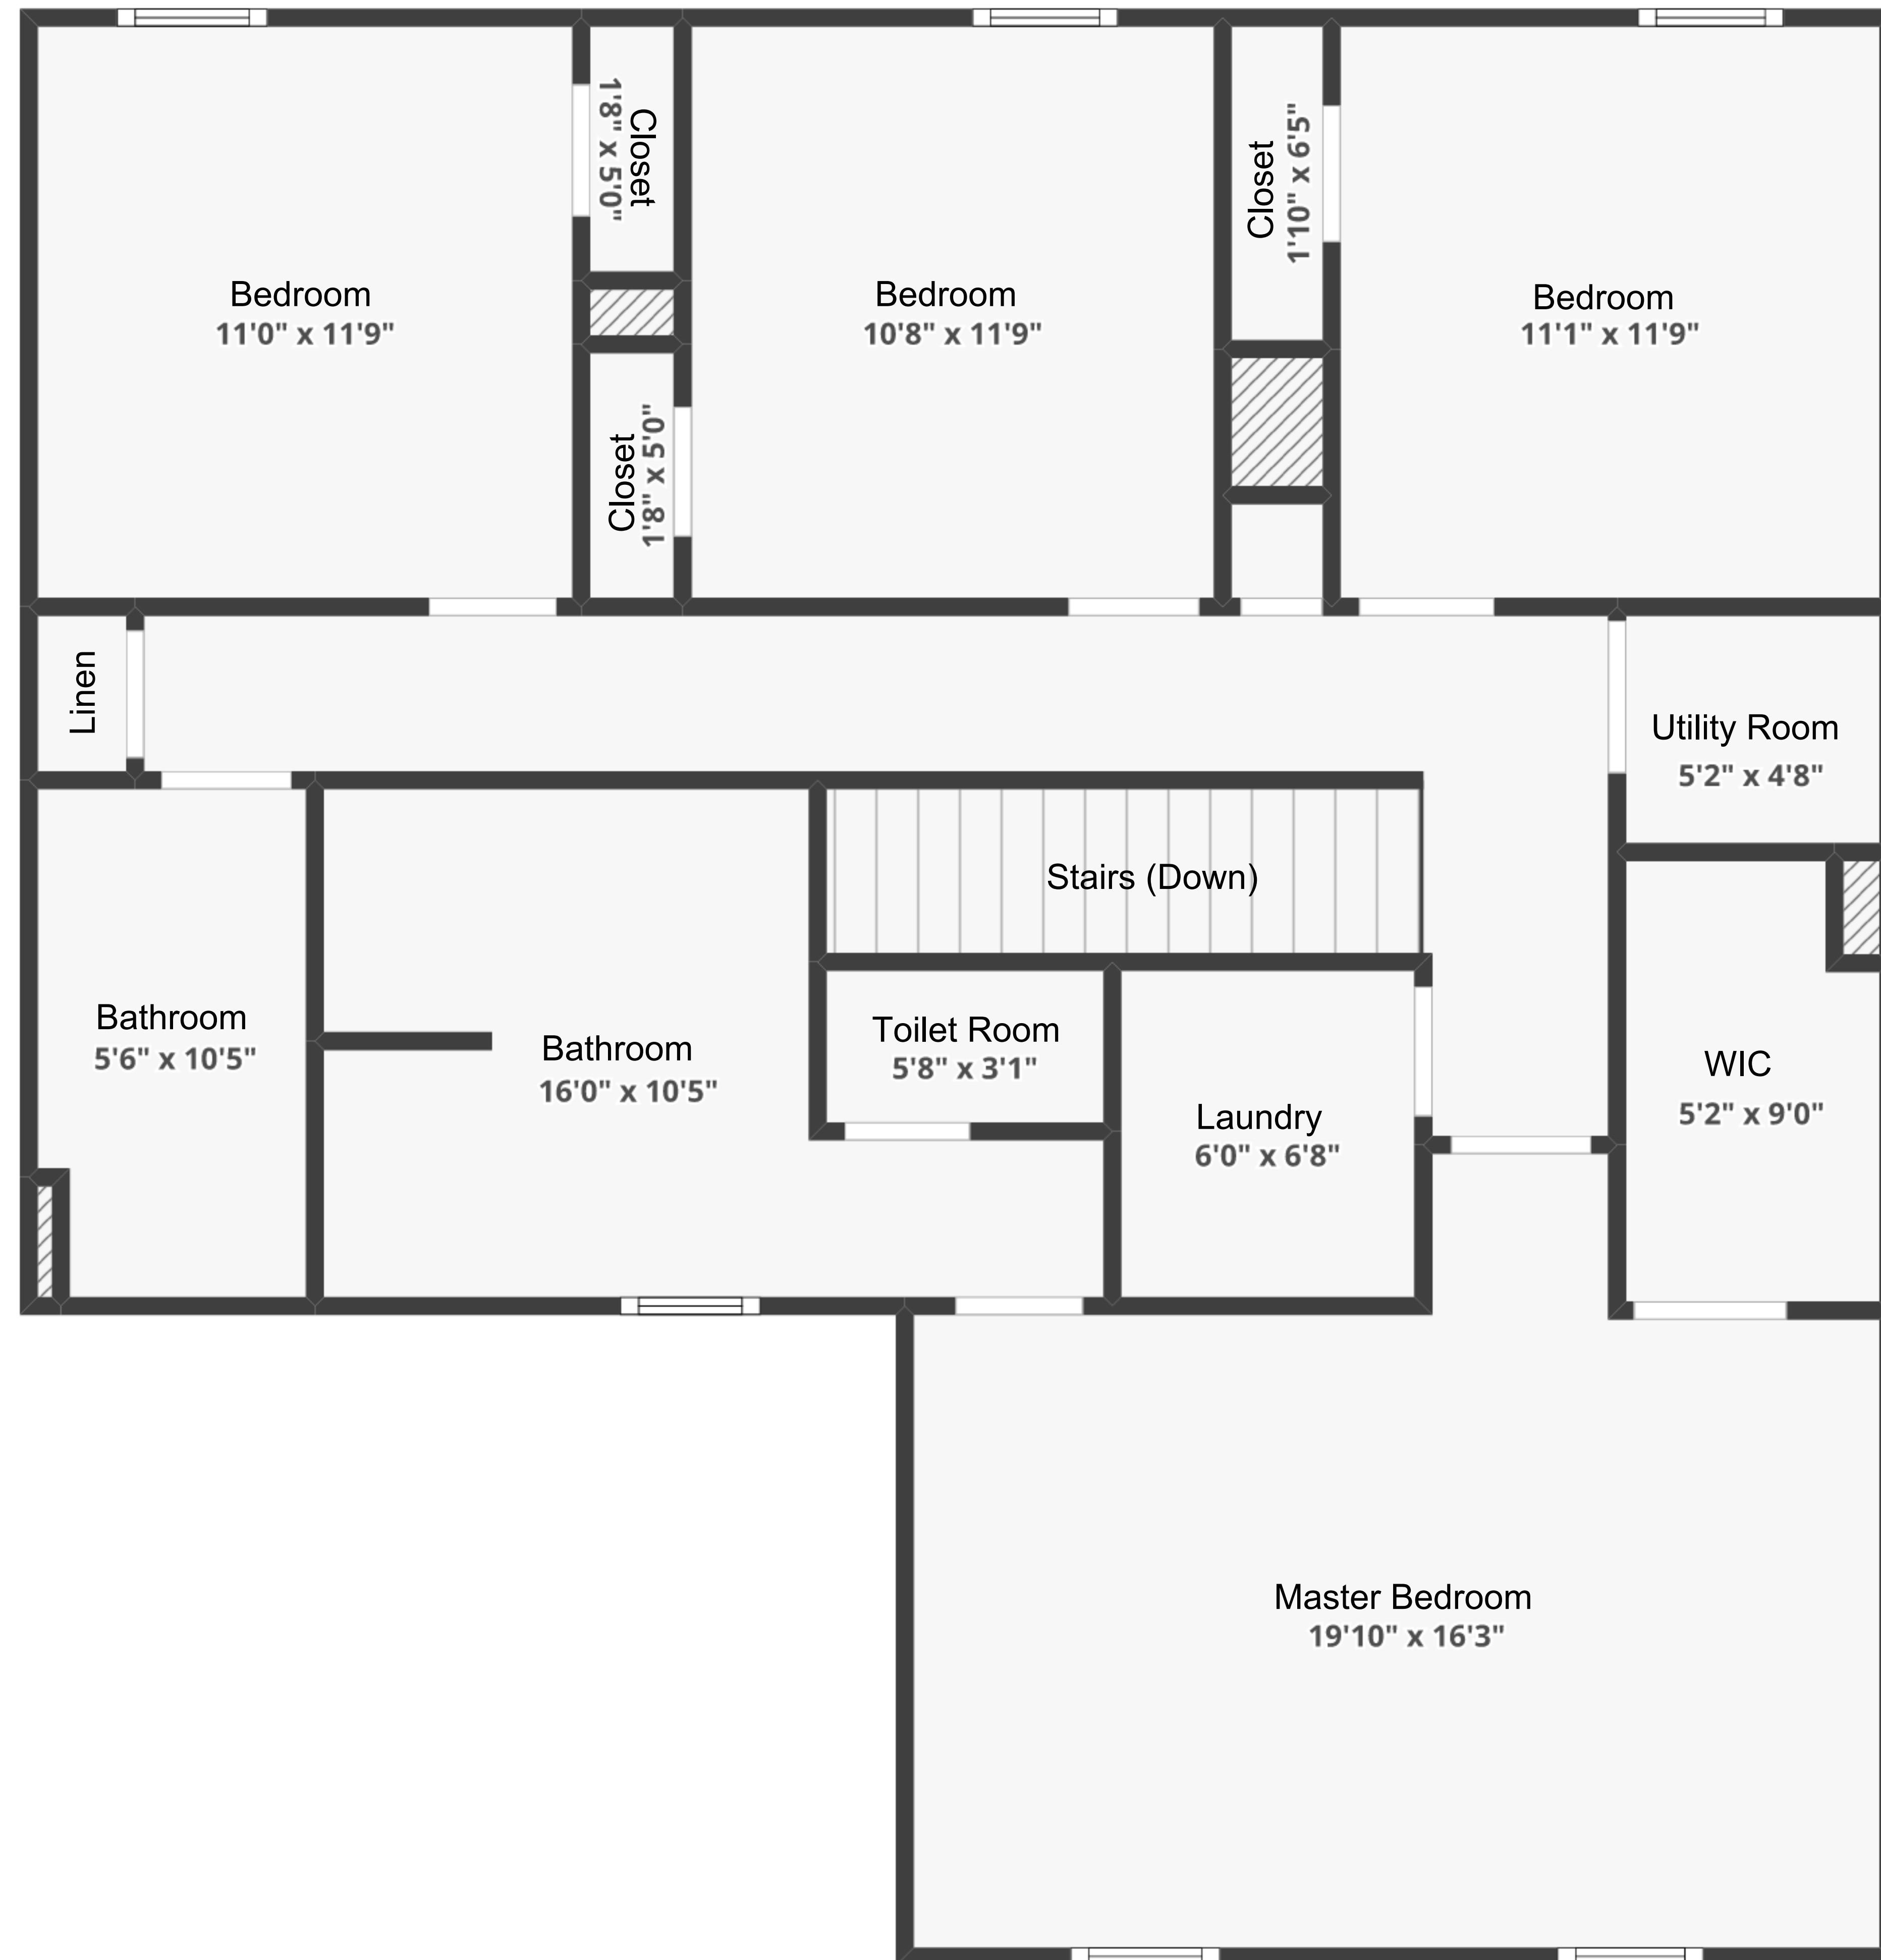 Closet
1'8" x 5'0"
Closet
1'10" x 6'5"
Bedroom
11'0" x 11'9"
Bedroom
10'8" x 11'9"
Bedroom
11'1" x 11'9"
Closet
1'8" x 5'0"
Linen
Utility Room
5'2" x 4'8"
Stairs (Down)
Bathroom
5'6" x 10'5"
Bathroom
16'0" x 10'5"
Toilet Room
5'8" x 3'1"
Laundry
6'0" x 6'8"
WIC
5'2" x 9'0"
Master Bedroom
19'10" x 16'3"